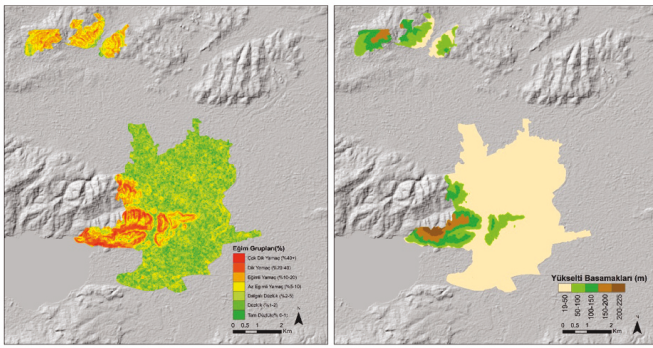 Eğim Grupları(%)
Çok Dik Yamaç (%40+)
Dik Yamaç (%20-40)
Eğimli Yamaç (%10-20)
Az Eğimli Yamaç (%5-10)
Dalgalı Düzlük (%2-5)
Düzlük (%1-2)
Tam Düzlük (% 0-1)
0 0,5 1 2
Km
N
Yükselti Basamakları (m)
10-50
50-100
100-150
150-200
200-225
0 0,5 1 2
Km
N